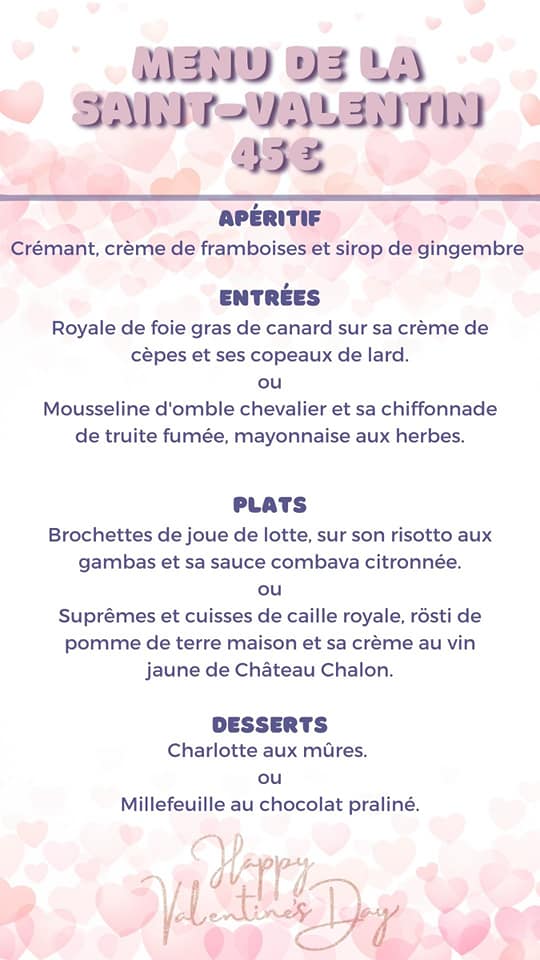 MENU DE LA
SAINT-VALENTIN
45€
APÉRITIF
Crémant, crème de framboises et sirop de gingembre
ENTRÉES
Royale de foie gras de canard sur sa crème de
cèpes et ses copeaux de lard.
ou
Mousseline d'omble chevalier et sa chiffonnade
de truite fumée, mayonnaise aux herbes.
PLATS
Brochettes de joue de lotte, sur son risotto aux
gambas et sa sauce combava citronnée.
ou
Suprêmes et cuisses de caille royale, rösti de
pomme de terre maison et sa crème au vin
jaune de Château Chalon.
DESSERTS
Charlotte aux mûres.
ou
Millefeuille au chocolat praliné.
Happy
Valentine's Day